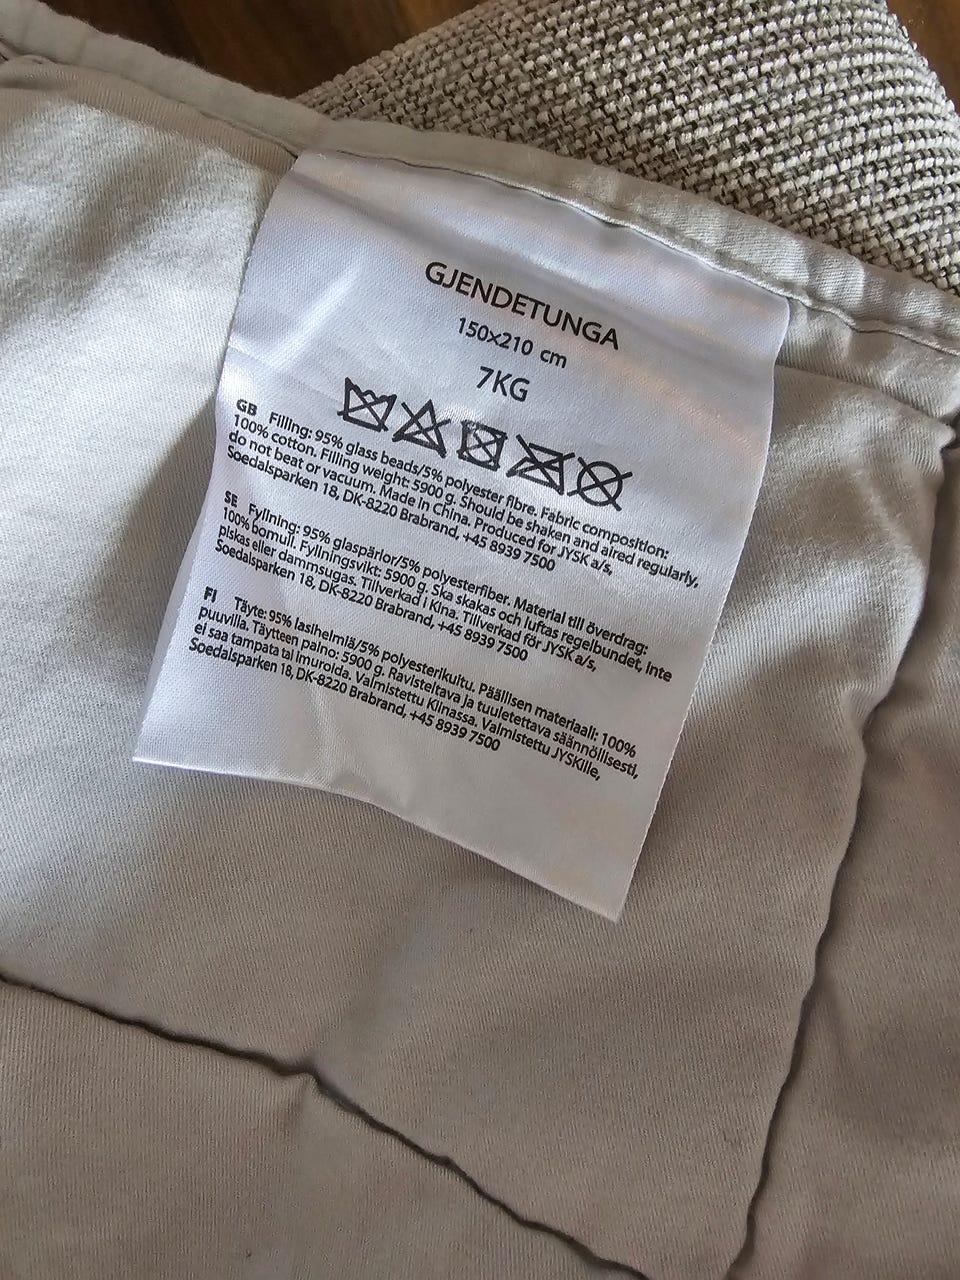 GJENDETUNGA
150x210 cm
7KG
GB Filling: 95% glass beads/5% polyester fibre. Fabric composition:
100% cotton. Filling weight: 5900 g. Should be shaken and aired regularly,
do not beat or vacuum. Made in China. Produced for JYSK a/s,
Soedalsparken 18, DK-8220 Brabrand, +45 8939 7500
SE Fyllning: 95% glaspärlor/5% polyesterfiber. Material till överdrag:
100% bomull. Fyllningsvikt: 5900 g. Ska skakas och luftas regelbundet, inte
piskas eller dammsugas. Tillverkad i Kina. Tillverkad för JYSK a/s,
Soedalsparken 18, DK-8220 Brabrand, +45 8939 7500
FI Täyte: 95% lasihelmiä/5% polyesterikuitu. Päällisen materiaali: 100%
puuvilla. Täytteen paino: 5900 g. Ravisteltava ja tuuletettava säännöllisesti,
ei saa tampata tai imuroida. Valmistettu Kiinassa. Valmistettu JYSKille,
Soedalsparken 18, DK-8220 Brabrand, +45 8939 7500